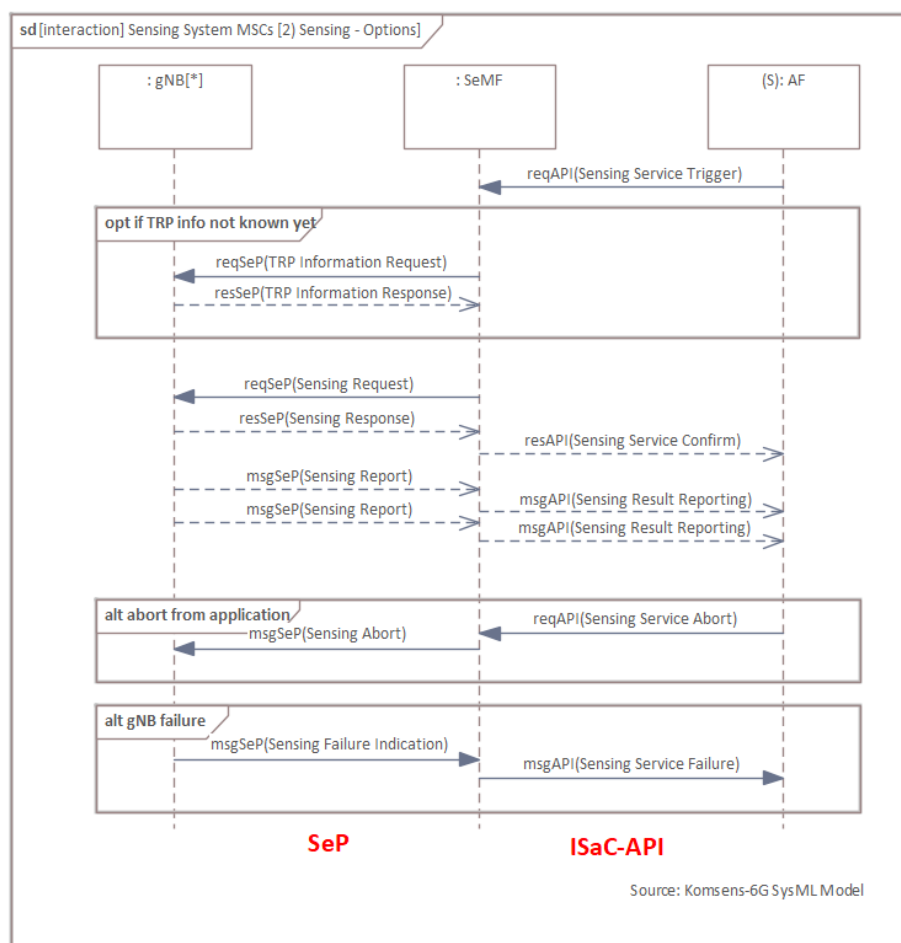 sd [interaction] Sensing System MSCs [2) Sensing - Options]
: gNB[*]
: SeMF
(S): AF
reqAPI(Sensing Service Trigger)
opt if TRP info not known yet
reqSeP(TRP Information Request)
resSeP(TRP Information Response)
reqSeP(Sensing Request)
resSeP(Sensing Response)
resAPI(Sensing Service Confirm)
msgSeP(Sensing Report)
msgAPI(Sensing Result Reporting)
msgSeP(Sensing Report)
msgAPI(Sensing Result Reporting)
alt abort from application
reqAPI(Sensing Service Abort)
msgSeP(Sensing Abort)
alt gNB failure
msgSeP(Sensing Failure Indication)
msgAPI(Sensing Service Failure)
SeP
ISaC-API
Source: Komsens-6G SysML Model